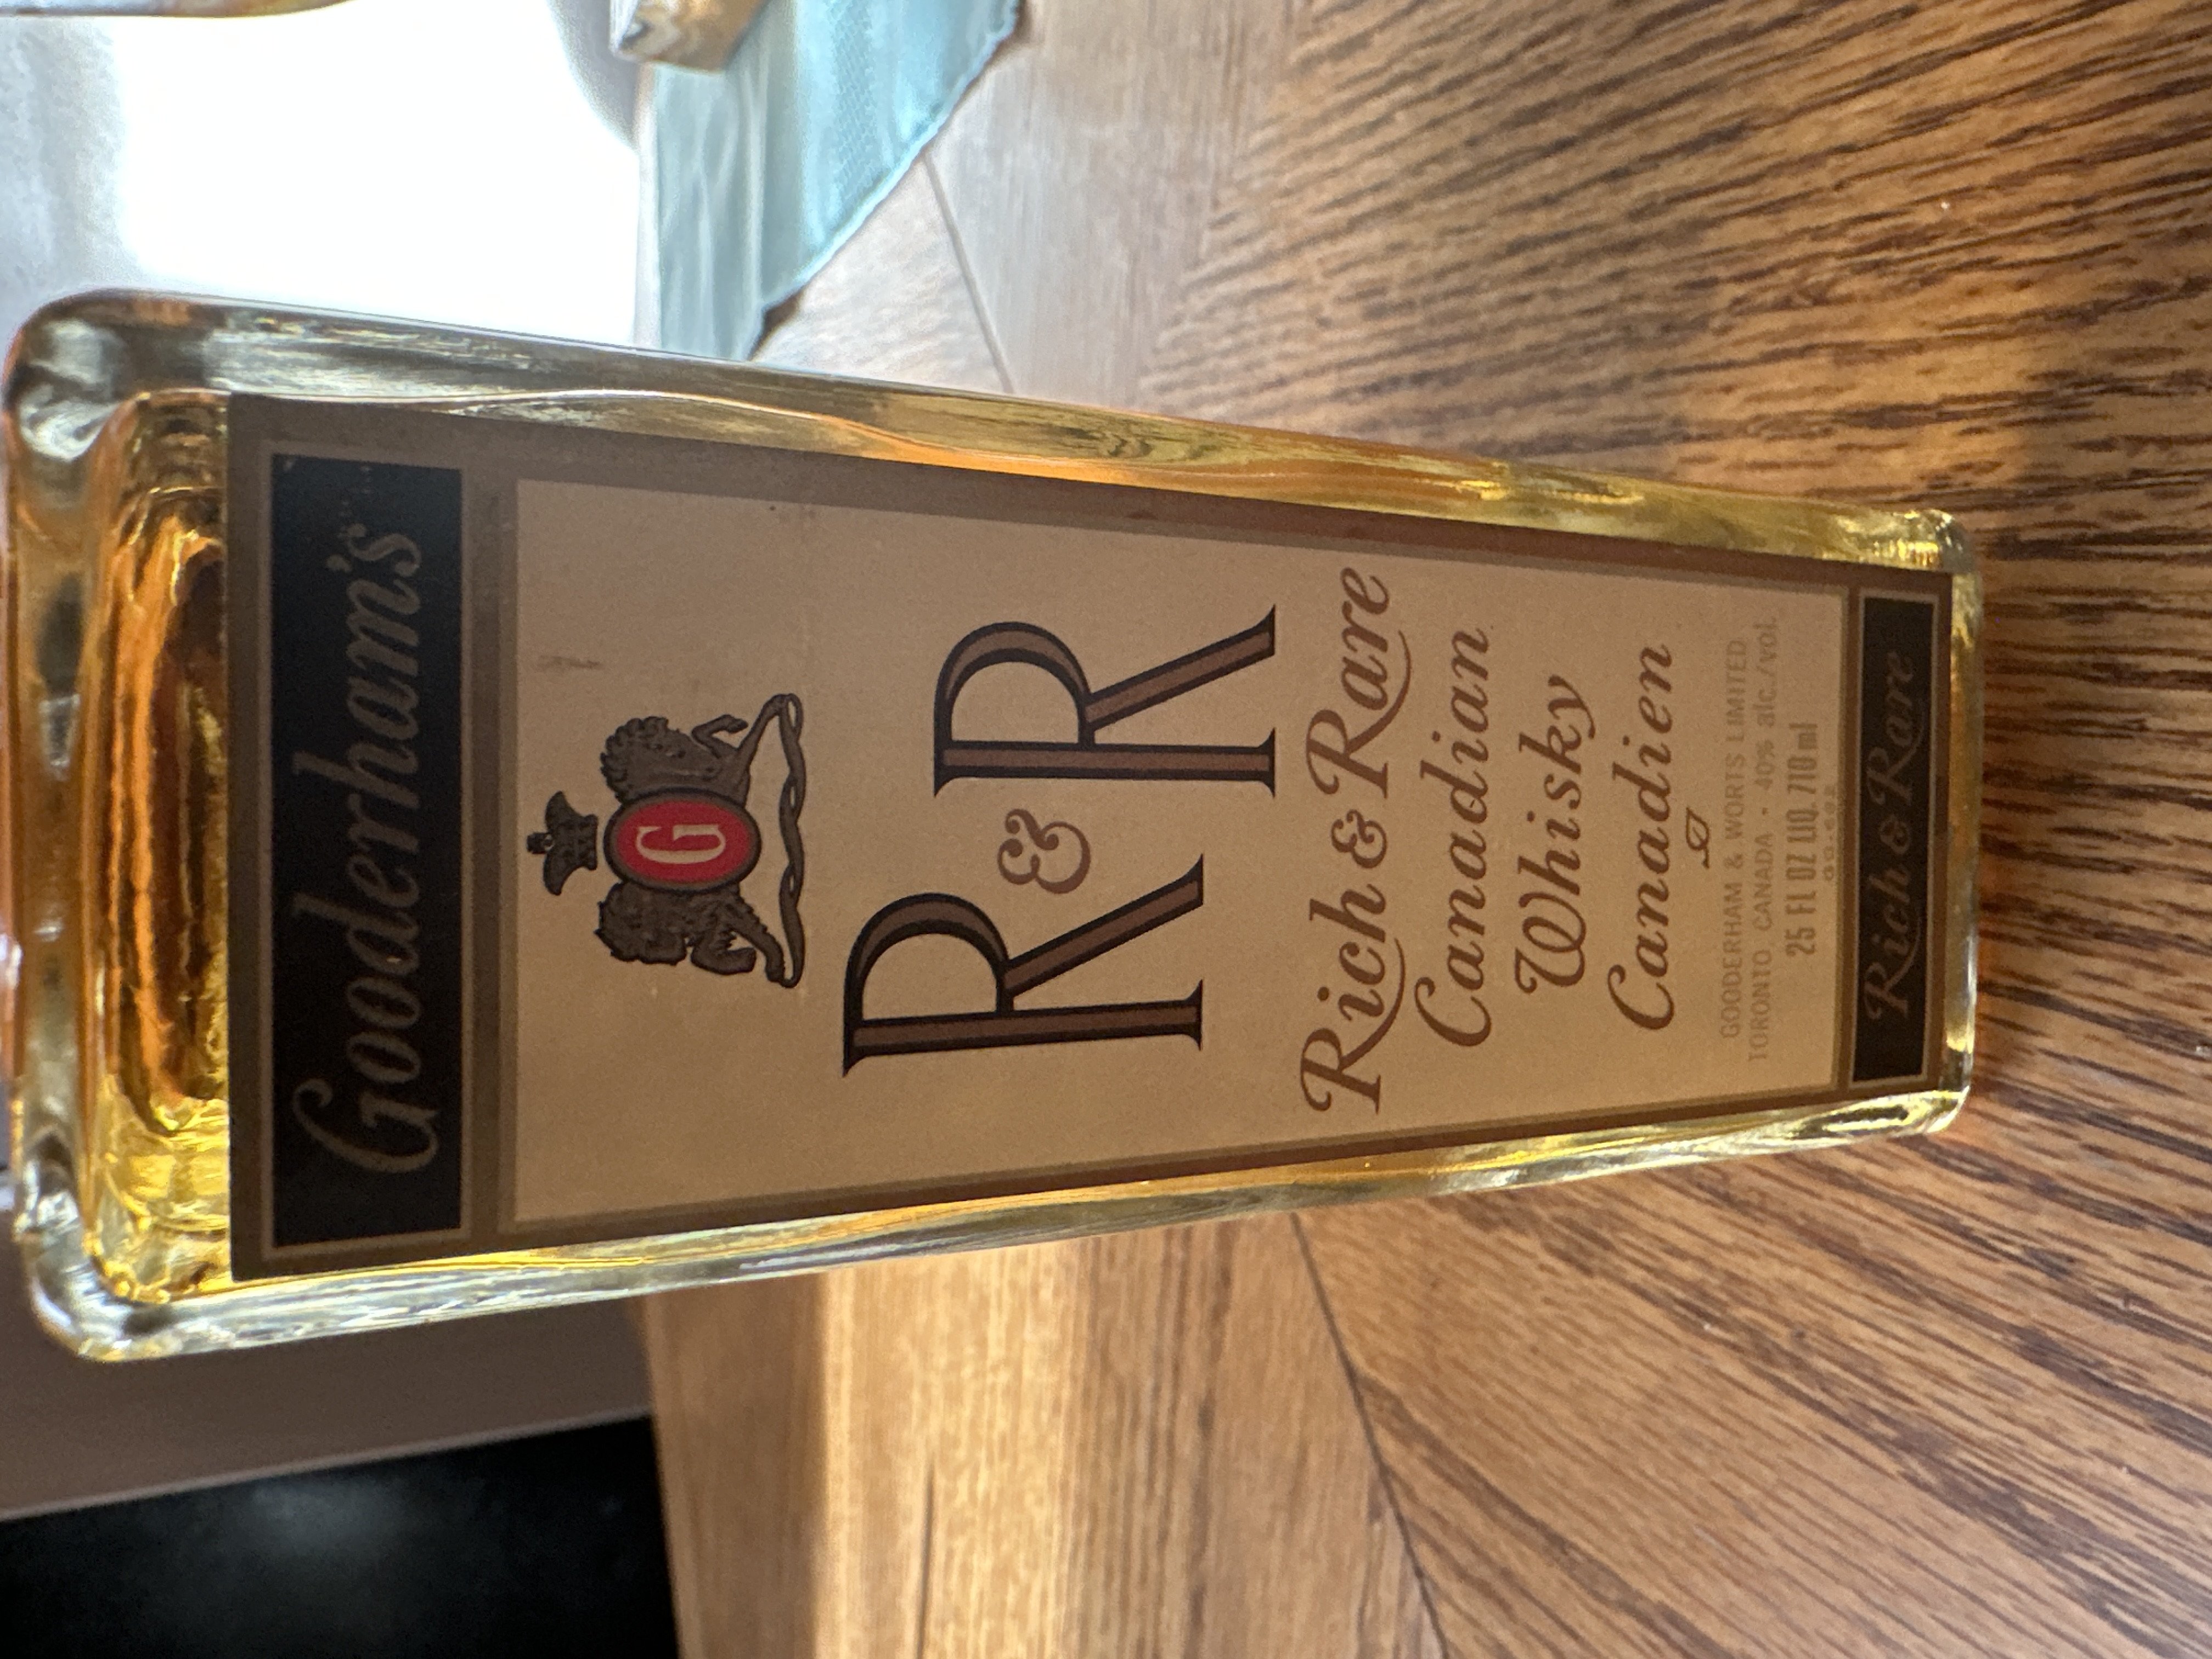 Gooderham's
G
R & R
Rich & Rare
Canadian
Whisky
Canadien
GOODERHAM & WORTS LIMITED
TORONTO CANADA • 40% alc./vol.
25 FL OZ LIQ. 710 ml
Rich & Rare